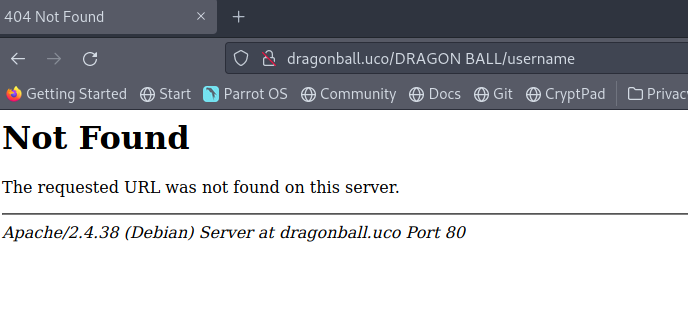 404 Not Found
dragonball.uco/DRAGON BALL/username
Getting Started Start Parrot OS Community Docs Git CryptPad Privac
Not Found
The requested URL was not found on this server.
Apache/2.4.38 (Debian) Server at dragonball.uco Port 80